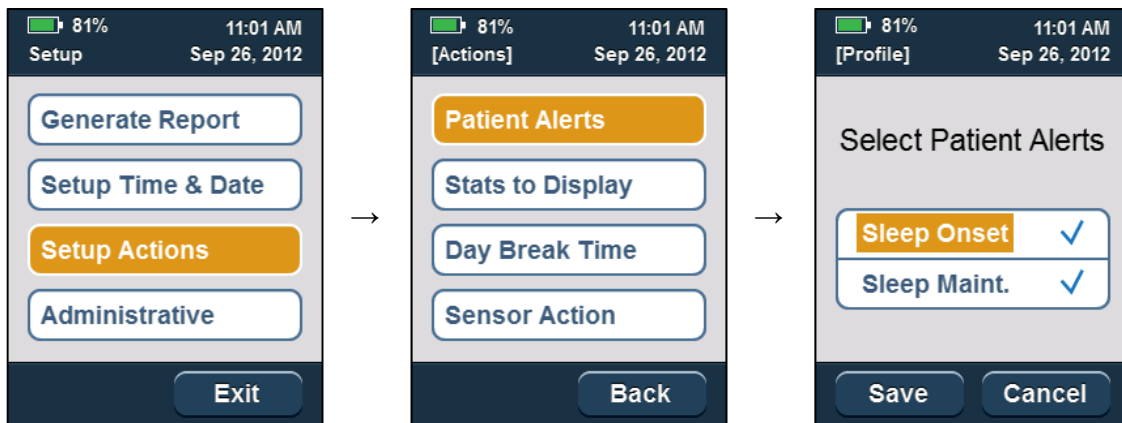 81% 11:01 AM
Setup Sep 26, 2012
Generate Report
Setup Time & Date
Setup Actions
Administrative
Exit
→
81% 11:01 AM
[Actions] Sep 26, 2012
Patient Alerts
Stats to Display
Day Break Time
Sensor Action
Back
→
81% 11:01 AM
[Profile] Sep 26, 2012
Select Patient Alerts
Sleep Onset ✓
Sleep Maint. ✓
Save Cancel